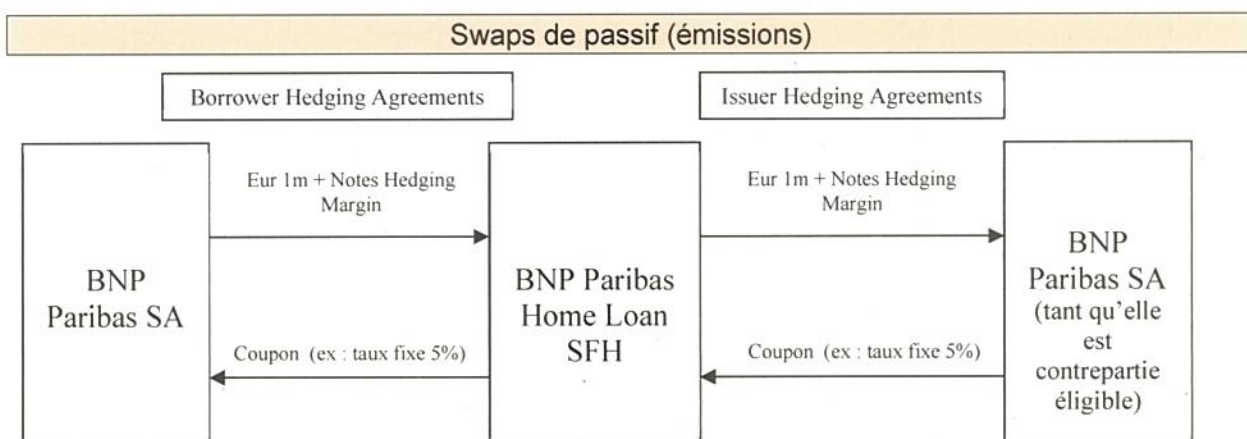 Swaps de passif (émissions)
Borrower Hedging Agreements
Issuer Hedging Agreements
BNP
Paribas SA
Eur 1m + Notes Hedging
Margin
Coupon (ex : taux fixe 5%)
BNP Paribas
Home Loan
SFH
Eur 1m + Notes Hedging
Margin
Coupon (ex : taux fixe 5%)
BNP
Paribas SA
(tant qu'elle
est
contrepartie
éligible)